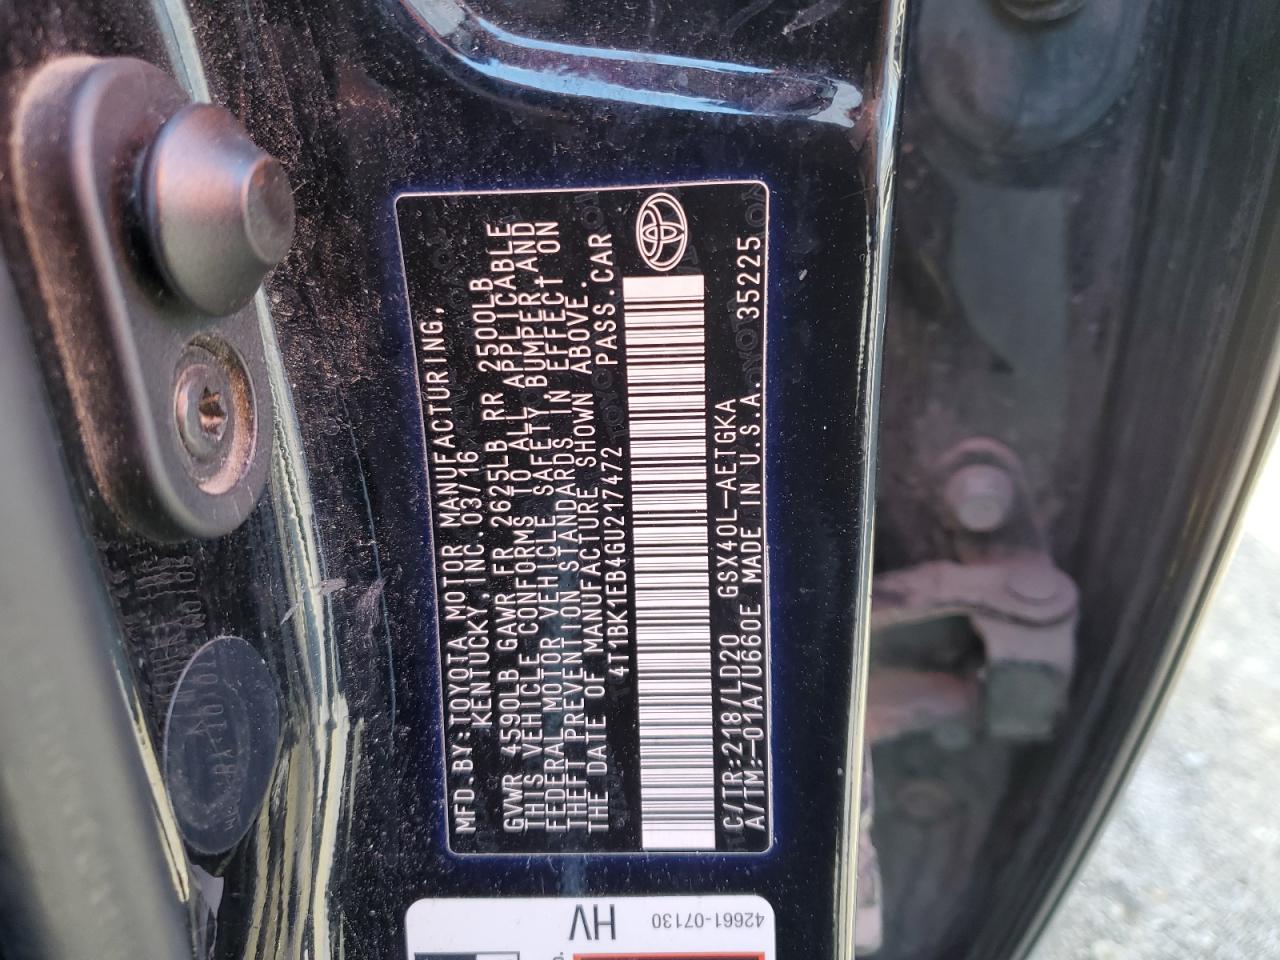 MFD. BY: TOYOTA MOTOR MANUFACTURING,
KENTUCKY, INC. 03/16
GVWR 4590LB GAWR FR 2625LB RR 2500LB
THIS VEHICLE CONFORMS TO ALL APPLICABLE
FEDERAL MOTOR VEHICLE SAFETY, BUMPER, AND
THEFT PREVENTION STANDARDS IN EFFECT ON
THE DATE OF MANUFACTURE SHOWN ABOVE.
4T1BK1EB4GU217472 PASS. CAR
C/TR:218/LD20 GSX40L-AETGKA
A/TM:-01A/U660E MADE IN U.S.A. 35225
HV
42661-07130